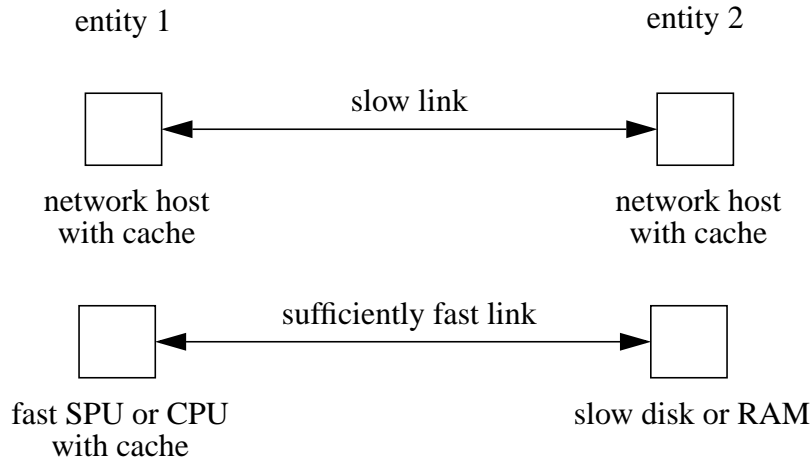 entity 1
entity 2
slow link
network host
with cache
network host
with cache
sufficiently fast link
fast SPU or CPU
with cache
slow disk or RAM